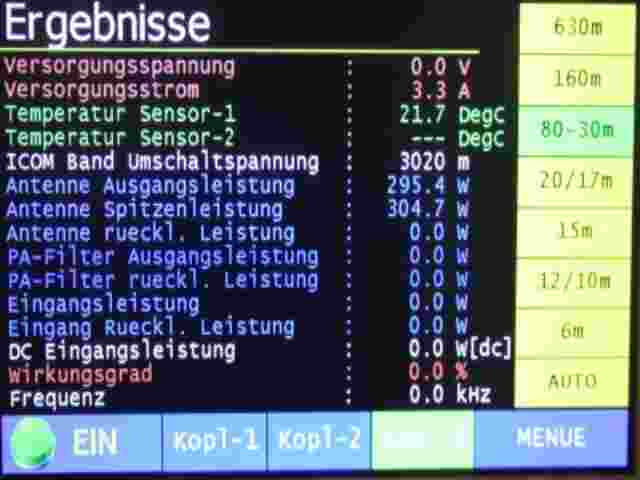 Ergebnisse
Versorgungsspannung : 0.0 V
Versorgungsstrom : 3.3 A
Temperatur Sensor-1 : 21.7 DegC
Temperatur Sensor-2 : --- DegC
ICOM Band Umschaltspannung : 3020 m
Antenne Ausgangsleistung : 295.4 W
Antenne Spitzenleistung : 304.7 W
Antenne rueckl. Leistung : 0.0 W
PA-Filter Ausgangsleistung : 0.0 W
PA-Filter rueckl. Leistung : 0.0 W
Eingangsleistung : 0.0 W
Eingang Rueckl. Leistung : 0.0 W
DC Eingangsleistung : 0.0 W[dc]
Wirkungsgrad : 0.0 %
Frequenz : 0.0 kHz
630m
160m
80-30m
20/17m
15m
12/10m
6m
AUTO
EIN
Kopl-1
Kopl-2
MENUE